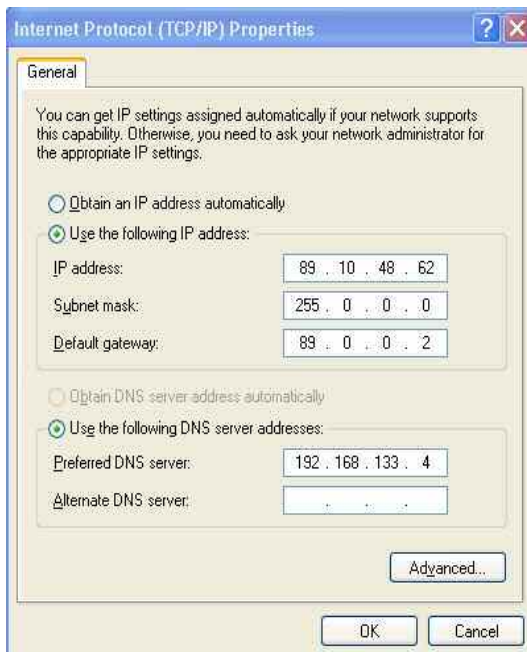 Internet Protocol (TCP/IP) Properties
General
You can get IP settings assigned automatically if your network supports
this capability. Otherwise, you need to ask your network administrator for
the appropriate IP settings.
Obtain an IP address automatically
Use the following IP address:
IP address: 89 . 10 . 48 . 62
Subnet mask: 255 . 0 . 0 . 0
Default gateway: 89 . 0 . 0 . 2
Obtain DNS server address automatically
Use the following DNS server addresses:
Preferred DNS server: 192 . 168 . 133 . 4
Alternate DNS server: . . .
Advanced...
OK Cancel